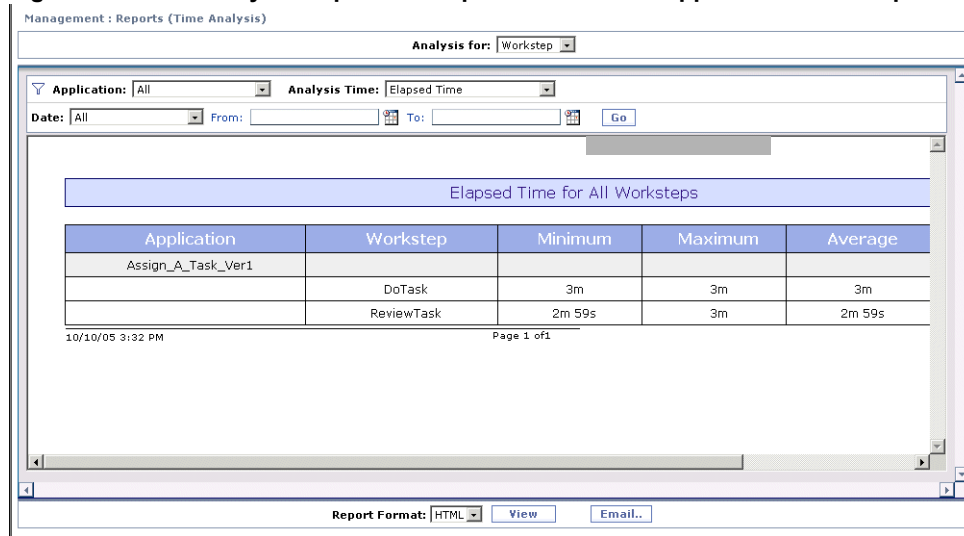 Management : Reports (Time Analysis)
Analysis for: Workstep
Application: All Analysis Time: Elapsed Time
Date: All From: To: Go
Elapsed Time for All Worksteps
Application Workstep Minimum Maximum Average
Assign_A_Task_Ver1
DoTask 3m 3m 3m
ReviewTask 2m 59s 3m 2m 59s
10/10/05 3:32 PM Page 1 of1
Report Format: HTML View Email..